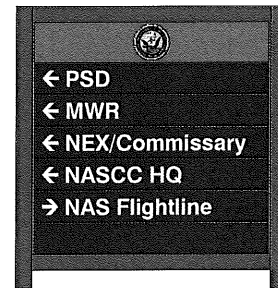 ← PSD
← MWR
← NEX/Commissary
← NASCC HQ
→ NAS Flightline